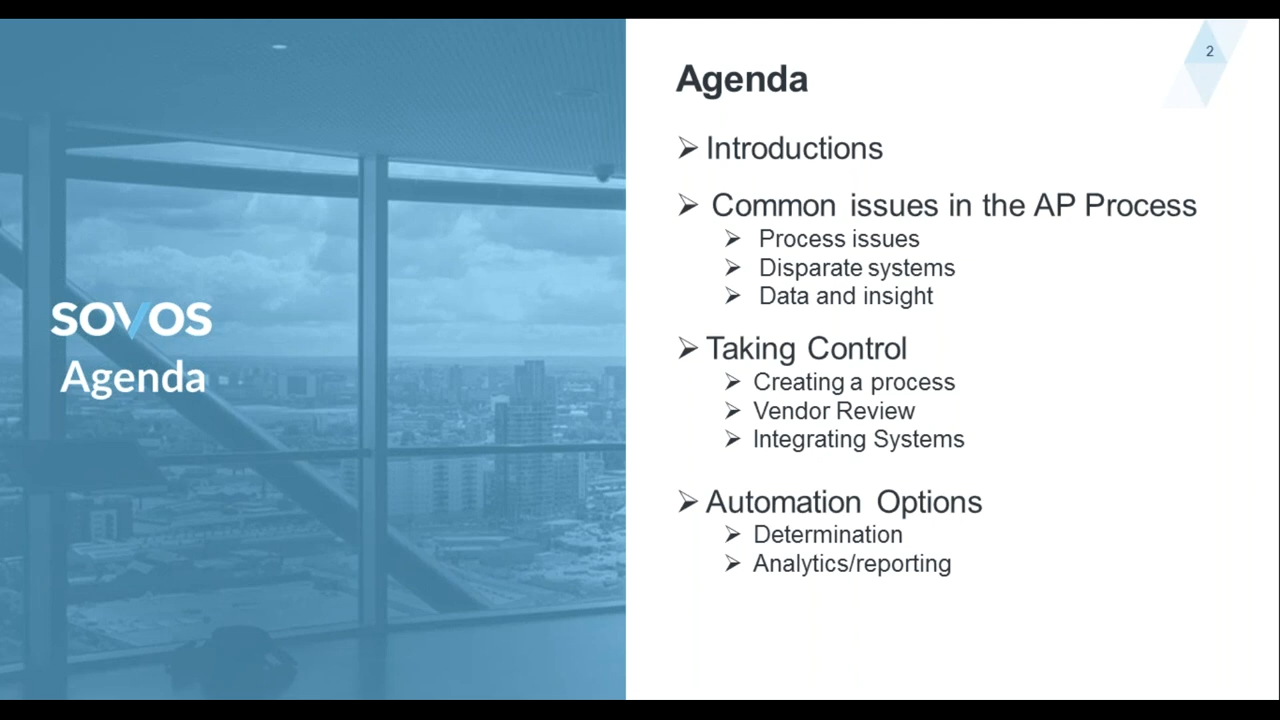 SOVOS
Agenda
2
Agenda
➢ Introductions
➢ Common issues in the AP Process
➢ Process issues
➢ Disparate systems
➢ Data and insight
➢ Taking Control
➢ Creating a process
➢ Vendor Review
➢ Integrating Systems
➢ Automation Options
➢ Determination
➢ Analytics/reporting